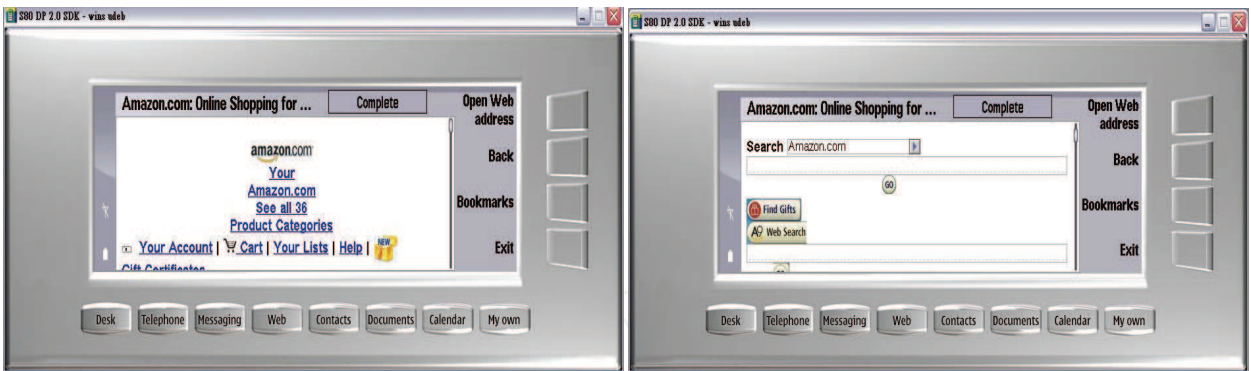 S80 DP 2.0 SDK - wins udeb
Amazon.com: Online Shopping for ...
Complete
Open Web
address
amazon.com
Your
Amazon.com
See all 36
Product Categories
Your Account | Cart | Your Lists | Help | NEW
Gift Certificates
Back
Bookmarks
Exit
Desk
Telephone
Messaging
Web
Contacts
Documents
Calendar
My own
S80 DP 2.0 SDK - wins udeb
Amazon.com: Online Shopping for ...
Complete
Open Web
address
Search Amazon.com
GO
Find Gifts
A9 Web Search
Back
Bookmarks
Exit
Desk
Telephone
Messaging
Web
Contacts
Documents
Calendar
My own